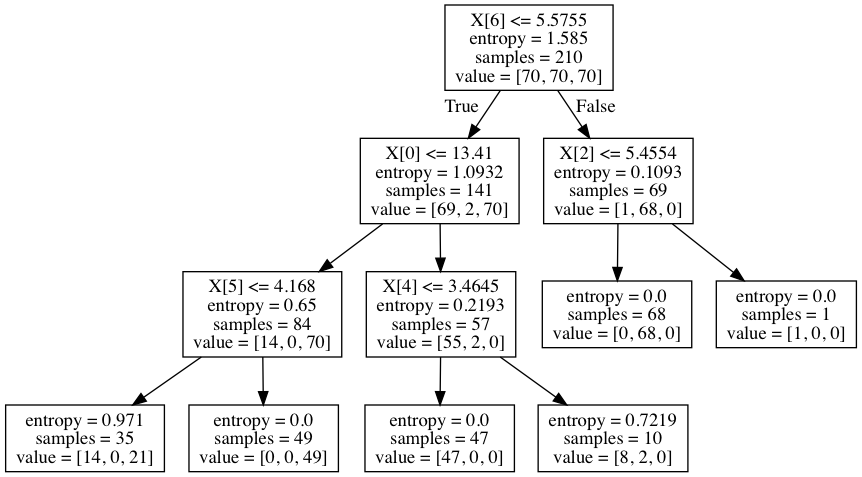 X[6] <= 5.5755
entropy = 1.585
samples = 210
value = [70, 70, 70]
True
False
X[0] <= 13.41
entropy = 1.0932
samples = 141
value = [69, 2, 70]
X[2] <= 5.4554
entropy = 0.1093
samples = 69
value = [1, 68, 0]
X[5] <= 4.168
entropy = 0.65
samples = 84
value = [14, 0, 70]
X[4] <= 3.4645
entropy = 0.2193
samples = 57
value = [55, 2, 0]
entropy = 0.0
samples = 68
value = [0, 68, 0]
entropy = 0.0
samples = 1
value = [1, 0, 0]
entropy = 0.971
samples = 35
value = [14, 0, 21]
entropy = 0.0
samples = 49
value = [0, 0, 49]
entropy = 0.0
samples = 47
value = [47, 0, 0]
entropy = 0.7219
samples = 10
value = [8, 2, 0]